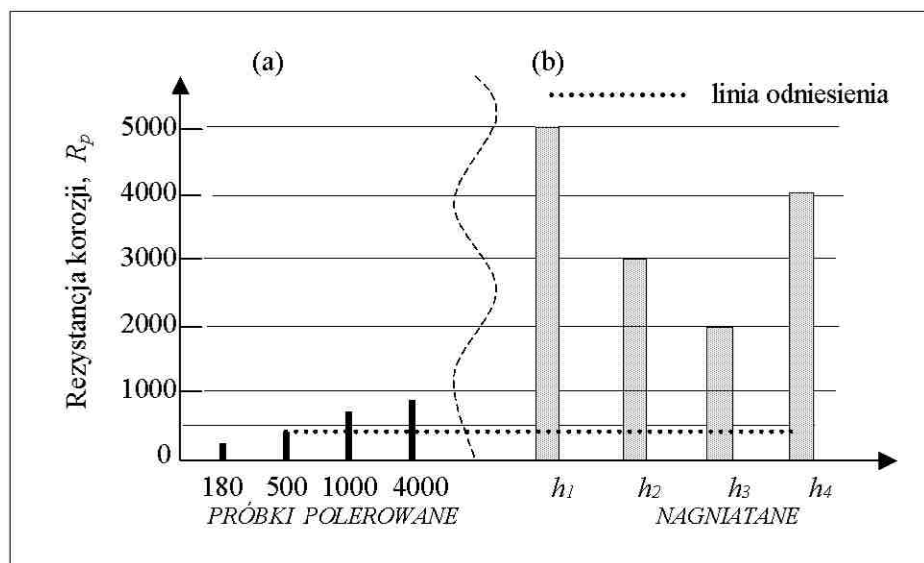 (a) (b)
linia odniesienia
Rezystancja korozji, Rp
5000
4000
3000
2000
1000
0
180 500 1000 4000 h1 h2 h3 h4
PRÓBKI POLEROWANE NAGNIATANE